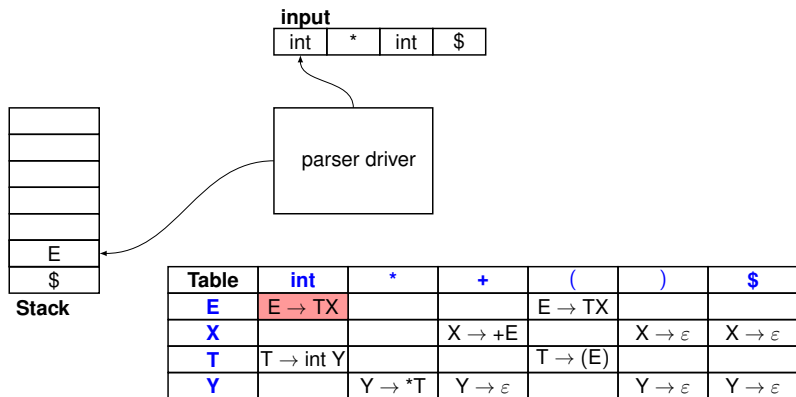 input
int * int $
parser driver
E
$
Stack
Table int * + ( ) $
E E → TX E → TX
X X → +E X → ε X → ε
T T → int Y T → (E)
Y Y → *T Y → ε Y → ε Y → ε